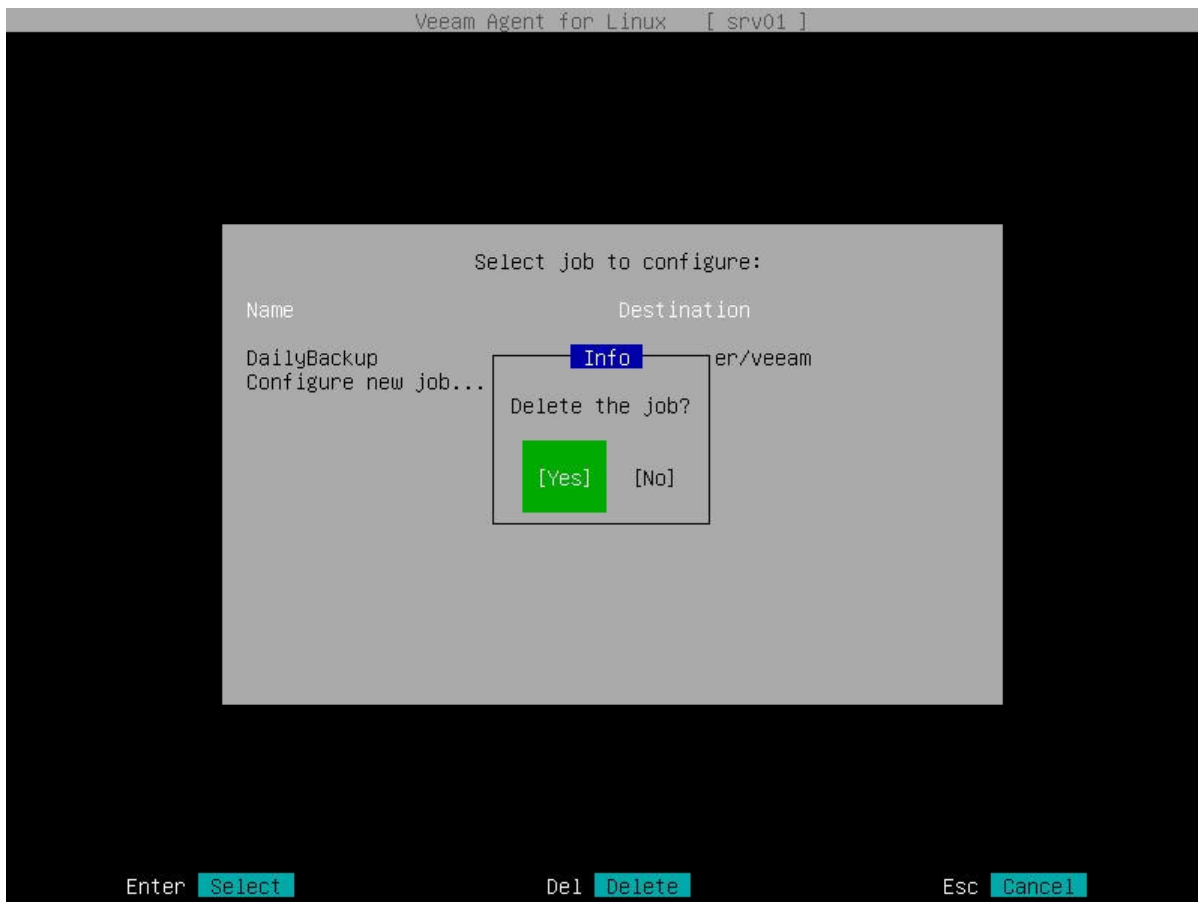 Veeam Agent for Linux [ srv01 ]
Select job to configure:
Name Destination
DailyBackup er/veeam
Configure new job...
Info
Delete the job?
[Yes] [No]
Enter Select Del Delete Esc Cancel